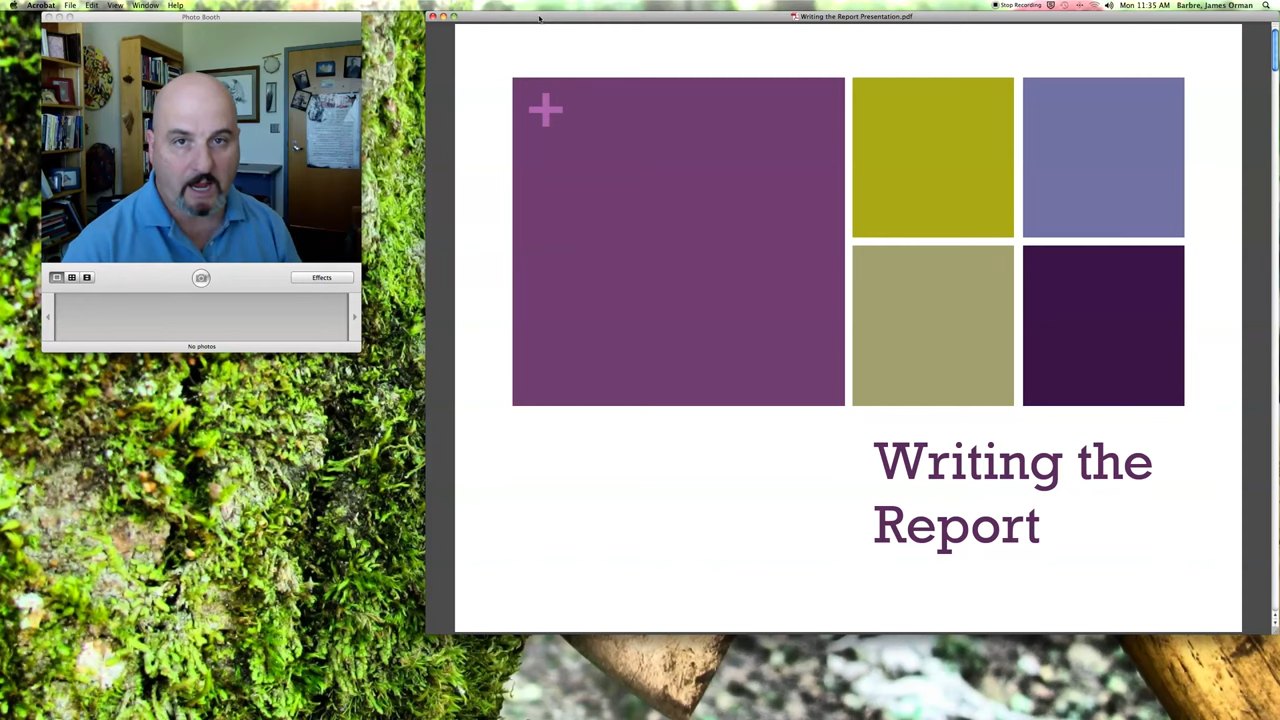 Acrobat File Edit View Window Help
Stop Recording Mon 11:35 AM Barbre, James Orman
Photo Booth
Writing the Report Presentation.pdf
+
Effects
No photos
Writing the
Report